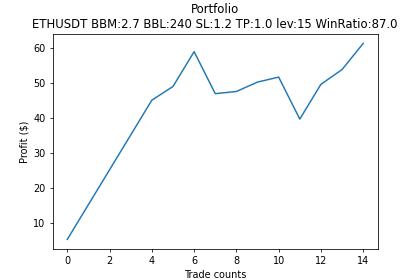 Portfolio
ETHUSDT BBM:2.7 BBL:240 SL:1.2 TP:1.0 lev:15 WinRatio:87.0
60
50
40
30
20
10
Profit ($)
0 2 4 6 8 10 12 14
Trade counts